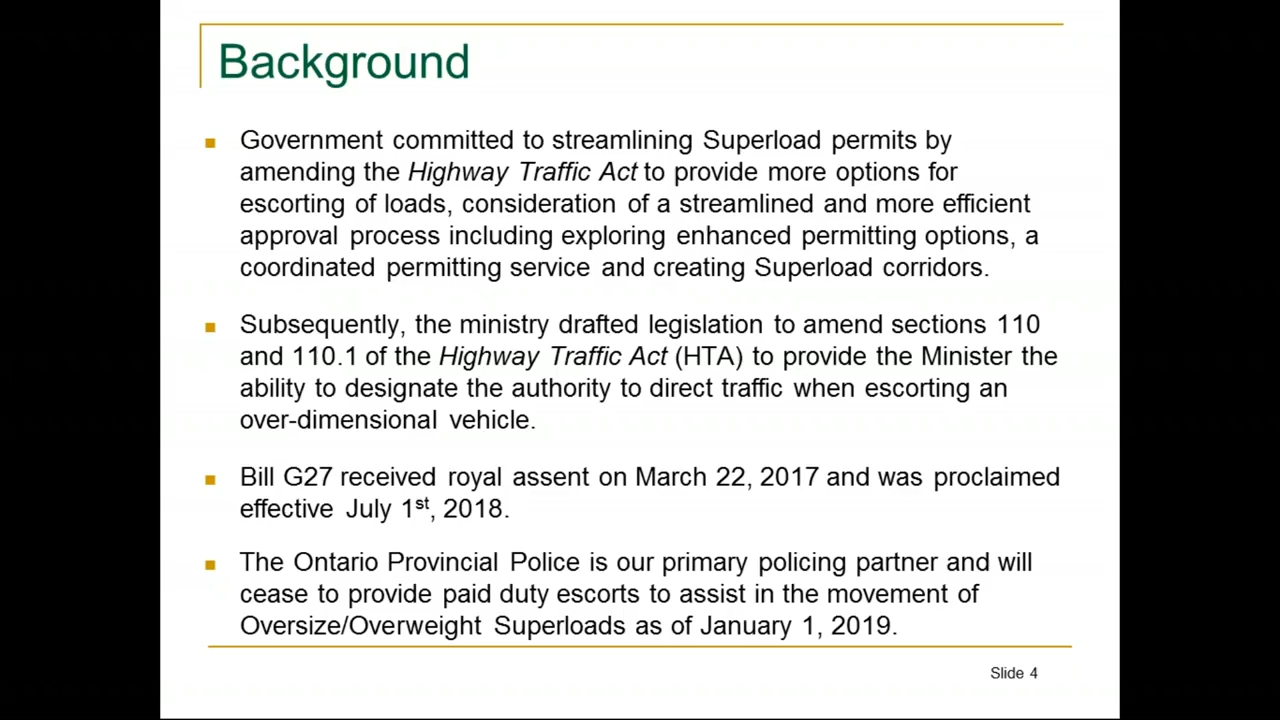 Background
Government committed to streamlining Superload permits by
amending the Highway Traffic Act to provide more options for
escorting of loads, consideration of a streamlined and more efficient
approval process including exploring enhanced permitting options, a
coordinated permitting service and creating Superload corridors.
Subsequently, the ministry drafted legislation to amend sections 110
and 110.1 of the Highway Traffic Act (HTA) to provide the Minister the
ability to designate the authority to direct traffic when escorting an
over-dimensional vehicle.
Bill G27 received royal assent on March 22, 2017 and was proclaimed
effective July 1st, 2018.
The Ontario Provincial Police is our primary policing partner and will
cease to provide paid duty escorts to assist in the movement of
Oversize/Overweight Superloads as of January 1, 2019.
Slide 4